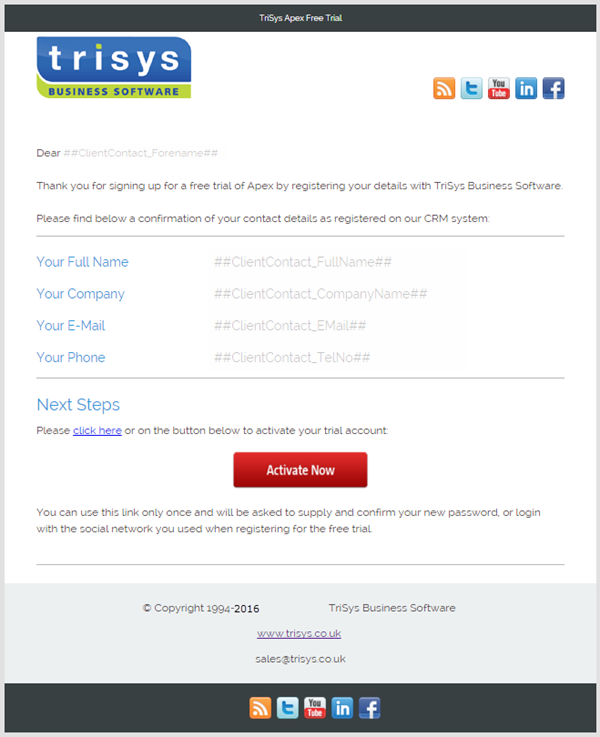 TriSys Apex Free Trial
trisys
BUSINESS SOFTWARE
You Tube
in
f
Dear ##ClientContact_Forename##
Thank you for signing up for a free trial of Apex by registering your details with TriSys Business Software.
Please find below a confirmation of your contact details as registered on our CRM system:
Your Full Name ##ClientContact_FullName##
Your Company ##ClientContact_CompanyName##
Your E-Mail ##ClientContact_EMail##
Your Phone ##ClientContact_TelNo##
Next Steps
Please click here or on the button below to activate your trial account:
Activate Now
You can use this link only once and will be asked to supply and confirm your new password, or login
with the social network you used when registering for the free trial.
© Copyright 1994-2016 TriSys Business Software
www.trisys.co.uk
sales@trisys.co.uk
You Tube
in
f